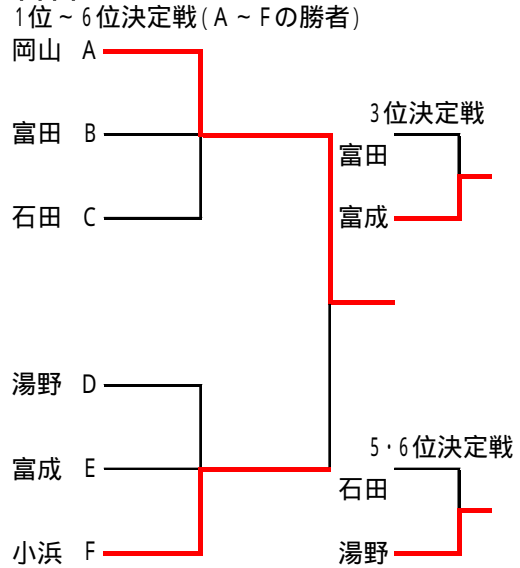 1位～6位決定戦(A～Fの勝者)
岡山 A
富田 B
石田 C
湯野 D
富成 E
小浜 F
3位決定戦
富田
富成
5・6位決定戦
石田
湯野